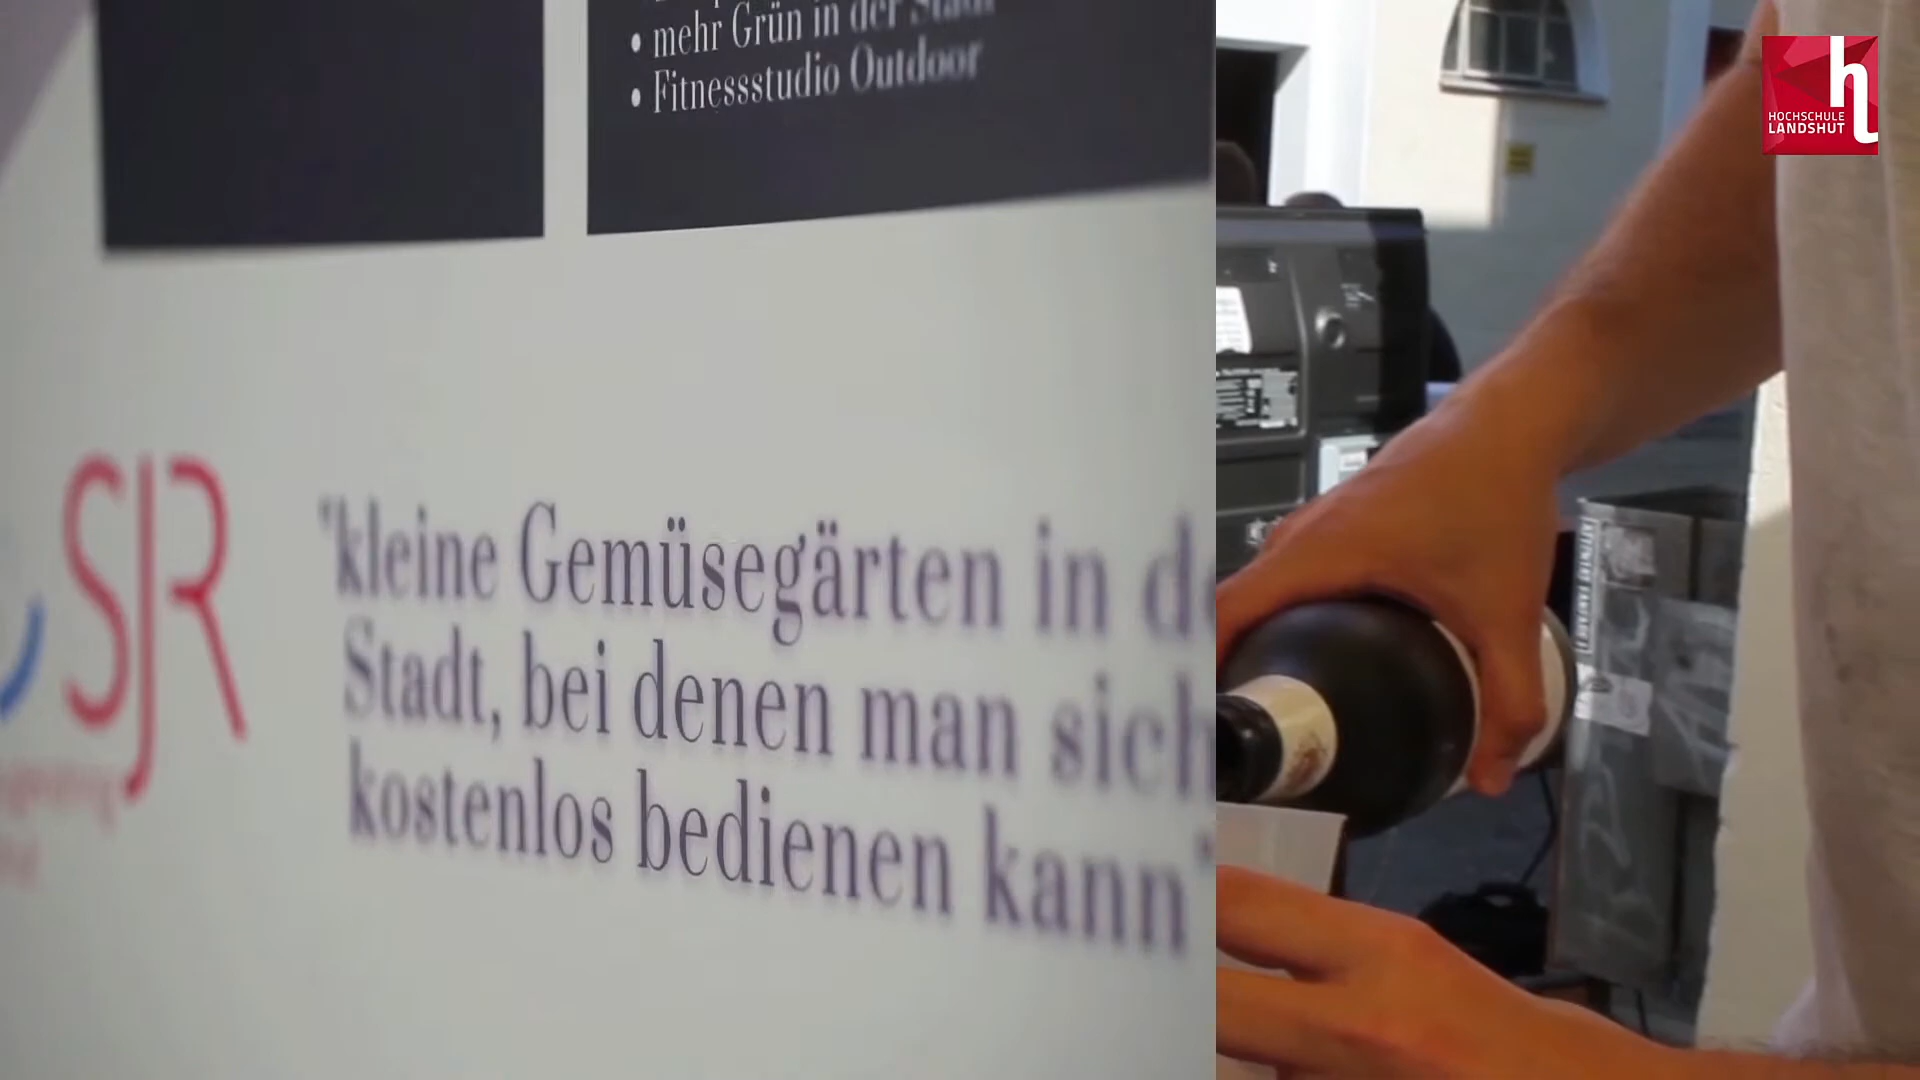 • mehr Grün in der Stadt
• Fitnessstudio Outdoor
SJR
"kleine Gemüsegärten in
Stadt, bei denen man sich
kostenlos bedienen kann"
HOCHSCHULE
LANDSHUT